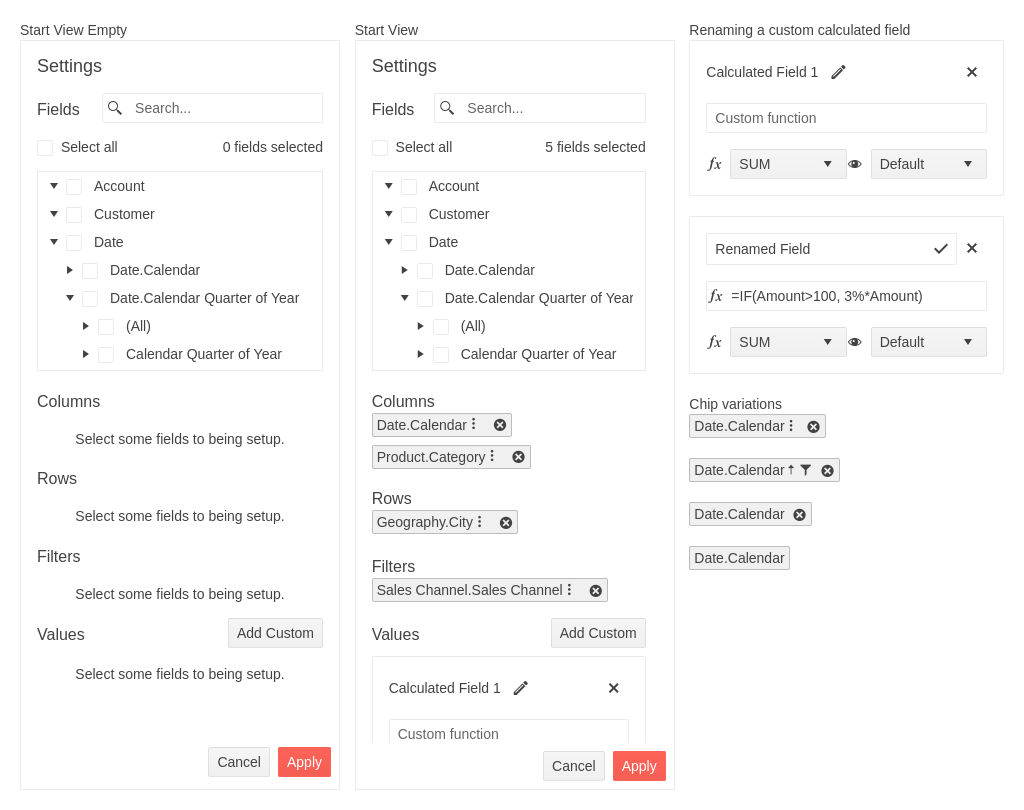 Start View Empty
Settings
Fields
Search...
Select all
0 fields selected
Account
Customer
Date
Date.Calendar
Date.Calendar Quarter of Year
(All)
Calendar Quarter of Year
Columns
Select some fields to being setup.
Rows
Select some fields to being setup.
Filters
Select some fields to being setup.
Values
Add Custom
Select some fields to being setup.
Cancel
Apply
Start View
Settings
Fields
Search...
Select all
5 fields selected
Account
Customer
Date
Date.Calendar
Date.Calendar Quarter of Year
(All)
Calendar Quarter of Year
Columns
Date.Calendar
Product.Category
Rows
Geography.City
Filters
Sales Channel.Sales Channel
Values
Add Custom
Calculated Field 1
Custom function
Cancel
Apply
Renaming a custom calculated field
Calculated Field 1
Custom function
fx SUM
Default
Renamed Field
fx =IF(Amount>100, 3%*Amount)
fx SUM
Default
Chip variations
Date.Calendar
Date.Calendar
Date.Calendar
Date.Calendar